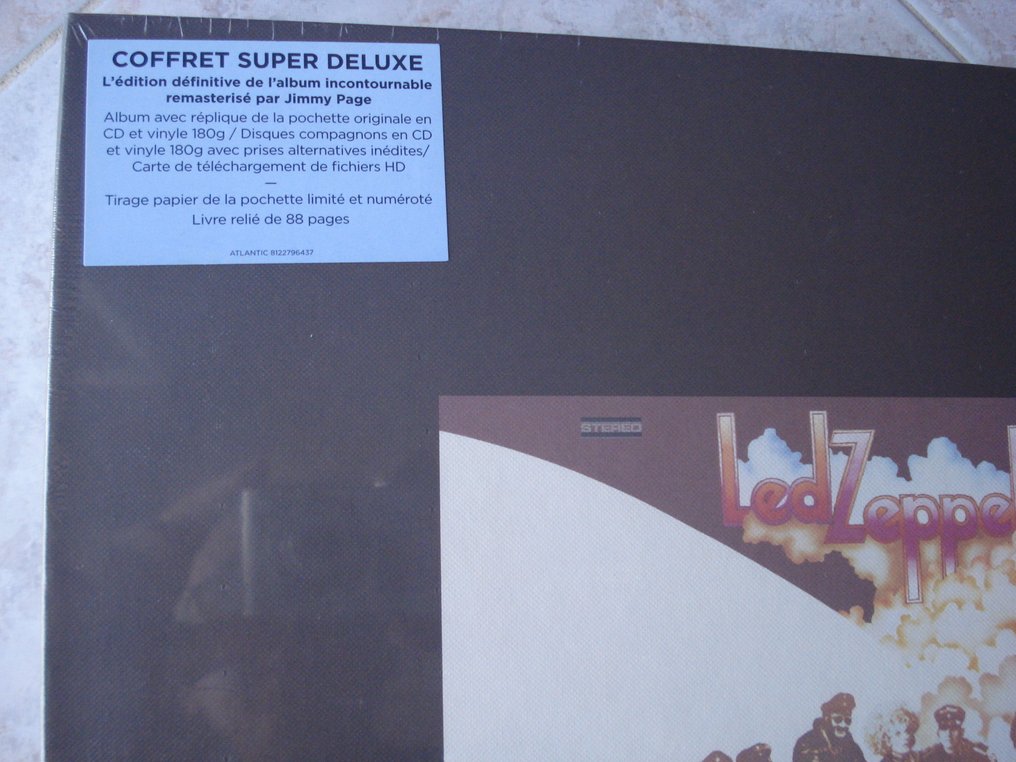 COFFRET SUPER DELUXE
L'édition définitive de l'album incontournable
remasterisé par Jimmy Page
Album avec réplique de la pochette originale en
CD et vinyle 180g / Disques compagnons en CD
et vinyle 180g avec prises alternatives inédites/
Carte de téléchargement de fichiers HD
—
Tirage papier de la pochette limité et numéroté
Livre relié de 88 pages
ATLANTIC 8122796437
STEREO
Led Zeppel